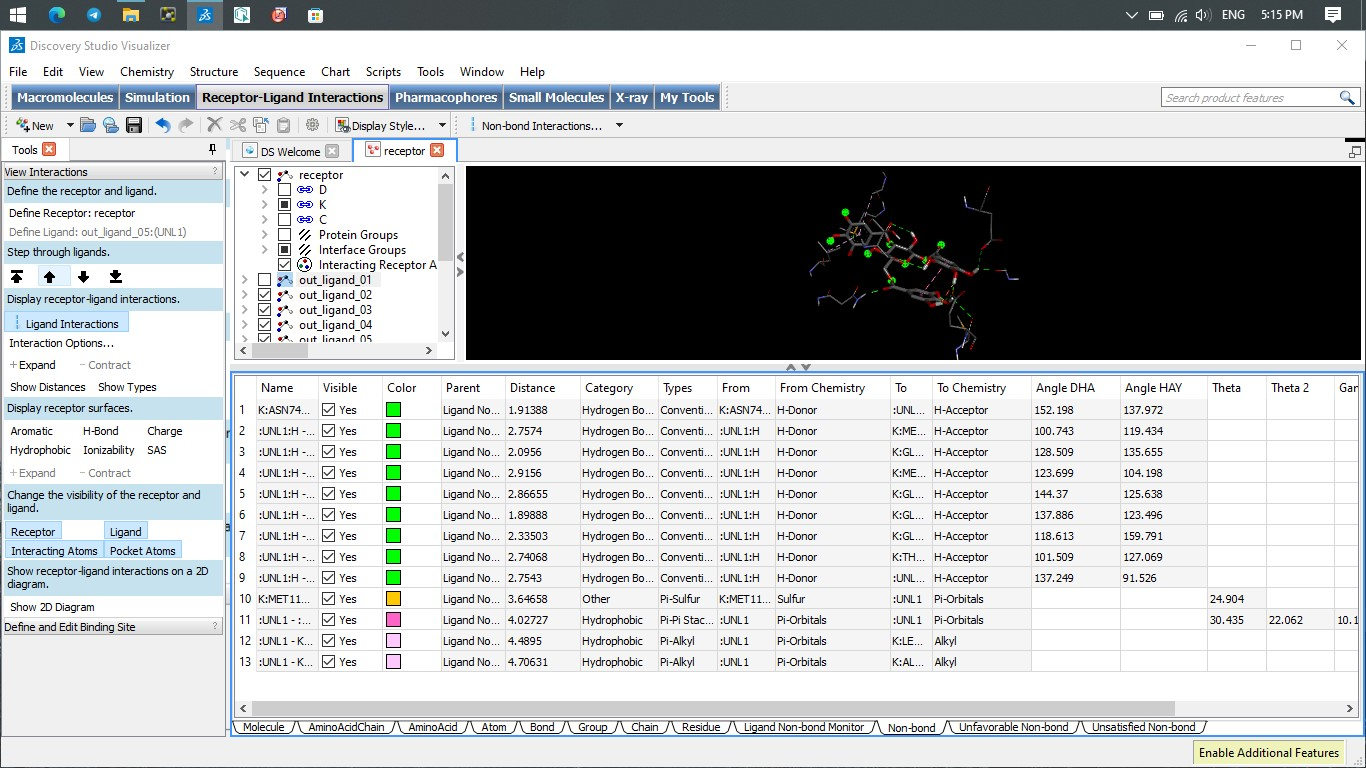 ENG 5:15 PM
Discovery Studio Visualizer
File Edit View Chemistry Structure Sequence Chart Scripts Tools Window Help
Macromolecules Simulation Receptor-Ligand Interactions Pharmacophores Small Molecules X-ray My Tools Search product features
New Display Style... Non-bond Interactions...
Tools DS Welcome receptor
View Interactions ?
Define the receptor and ligand.
Define Receptor: receptor
Define Ligand: out_ligand_05:(UNL1)
Step through ligands.
Display receptor-ligand interactions.
Ligand Interactions
Interaction Options...
+ Expand - Contract
Show Distances Show Types
Display receptor surfaces.
Aromatic H-Bond Charge
Hydrophobic Ionizability SAS
+ Expand - Contract
Change the visibility of the receptor and
ligand.
Receptor Ligand
Interacting Atoms Pocket Atoms
Show receptor-ligand interactions on a 2D
diagram.
Show 2D Diagram
Define and Edit Binding Site ?
receptor
D
K
C
Protein Groups
Interface Groups
Interacting Receptor A
out_ligand_01
out_ligand_02
out_ligand_03
out_ligand_04
out_ligand_05
Name Visible Color Parent Distance Category Types From From Chemistry To To Chemistry Angle DHA Angle HAY Theta Theta 2 Gan
1 K:ASN74... Yes Ligand No... 1.91388 Hydrogen Bo... Conventi... K:ASN74... H-Donor :UNL... H-Acceptor 152.198 137.972
2 :UNL1:H -... Yes Ligand No... 2.7574 Hydrogen Bo... Conventi... :UNL1:H H-Donor K:ME... H-Acceptor 100.743 119.434
3 :UNL1:H -... Yes Ligand No... 2.0956 Hydrogen Bo... Conventi... :UNL1:H H-Donor K:GL... H-Acceptor 128.509 135.655
4 :UNL1:H -... Yes Ligand No... 2.9156 Hydrogen Bo... Conventi... :UNL1:H H-Donor K:ME... H-Acceptor 123.699 104.198
5 :UNL1:H -... Yes Ligand No... 2.86655 Hydrogen Bo... Conventi... :UNL1:H H-Donor K:GL... H-Acceptor 144.37 125.638
6 :UNL1:H -... Yes Ligand No... 1.89888 Hydrogen Bo... Conventi... :UNL1:H H-Donor K:GL... H-Acceptor 137.886 123.496
7 :UNL1:H -... Yes Ligand No... 2.33503 Hydrogen Bo... Conventi... :UNL1:H H-Donor K:GL... H-Acceptor 118.613 159.791
8 :UNL1:H -... Yes Ligand No... 2.74068 Hydrogen Bo... Conventi... :UNL1:H H-Donor K:TH... H-Acceptor 101.509 127.069
9 :UNL1:H -... Yes Ligand No... 2.7543 Hydrogen Bo... Conventi... :UNL1:H H-Donor :UNL... H-Acceptor 137.249 91.526
10 K:MET11... Yes Ligand No... 3.64658 Other Pi-Sulfur K:MET11... Sulfur :UNL1 Pi-Orbitals 24.904
11 :UNL1 - :... Yes Ligand No... 4.02727 Hydrophobic Pi-Pi Stac... :UNL1 Pi-Orbitals :UNL1 Pi-Orbitals 30.435 22.062 10.1
12 :UNL1 - K... Yes Ligand No... 4.4895 Hydrophobic Pi-Alkyl :UNL1 Pi-Orbitals K:LE... Alkyl
13 :UNL1 - K... Yes Ligand No... 4.70631 Hydrophobic Pi-Alkyl :UNL1 Pi-Orbitals K:AL... Alkyl
Molecule AminoAcidChain AminoAcid Atom Bond Group Chain Residue Ligand Non-bond Monitor Non-bond Unfavorable Non-bond Unsatisfied Non-bond
Enable Additional Features